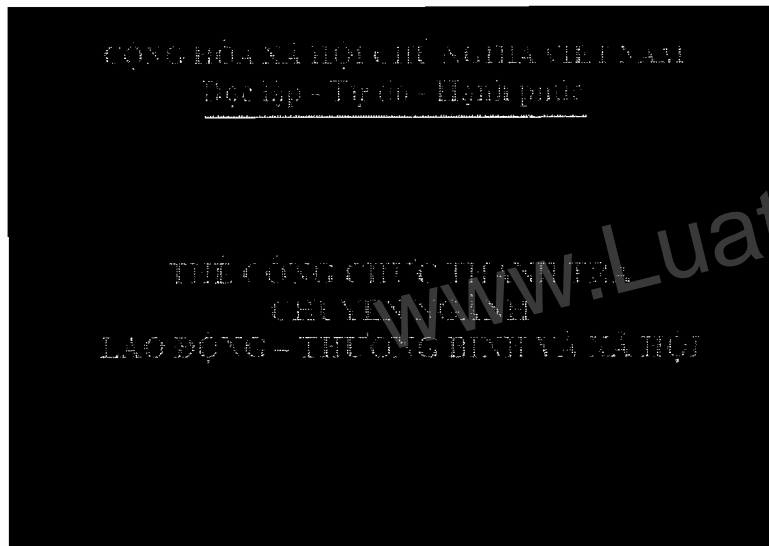 CỘNG HÒA XÃ HỘI CHỦ NGHĨA VIỆT NAM
Độc lập - Tự do - Hạnh phúc
THẺ CÔNG CHỨC THANH TRA
CHUYÊN NGÀNH
LAO ĐỘNG – THƯƠNG BINH VÀ XÃ HỘI
www.Luat